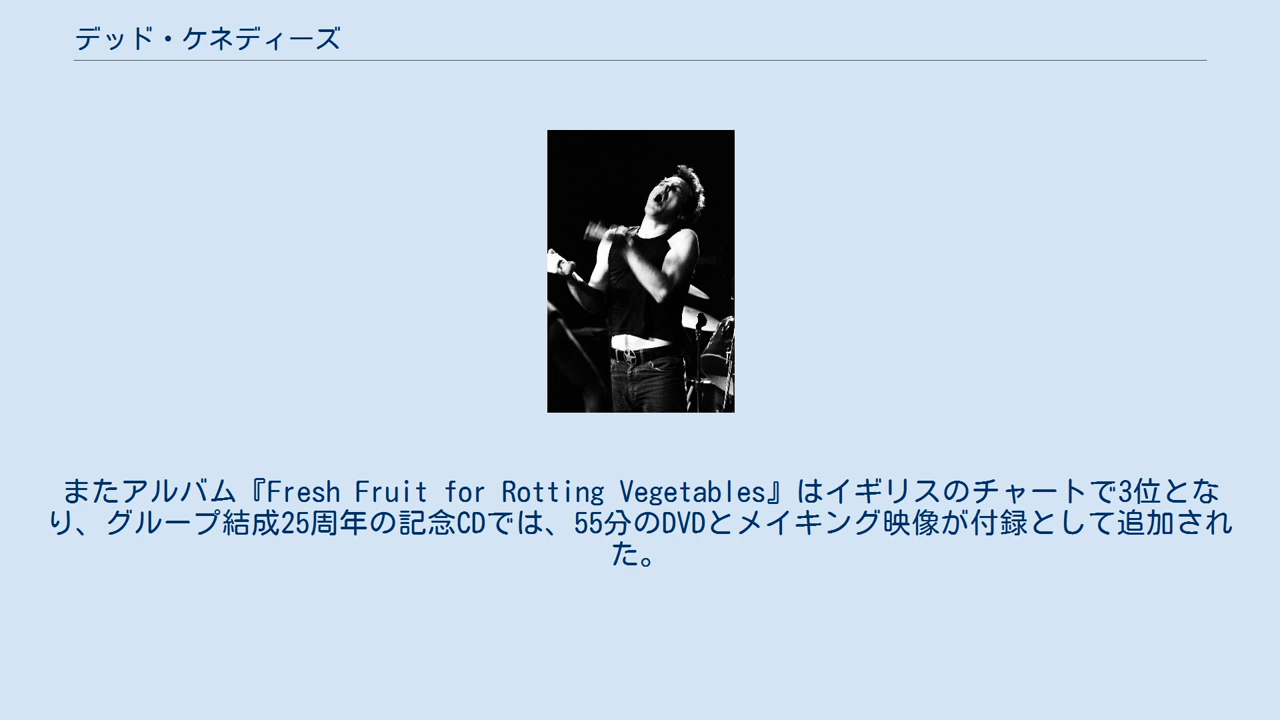 デッド・ケネディーズ
またアルバム『Fresh Fruit for Rotting Vegetables』はイギリスのチャートで3位とな
り、グループ結成25周年の記念CDでは、55分のDVDとメイキング映像が付録として追加され
た。